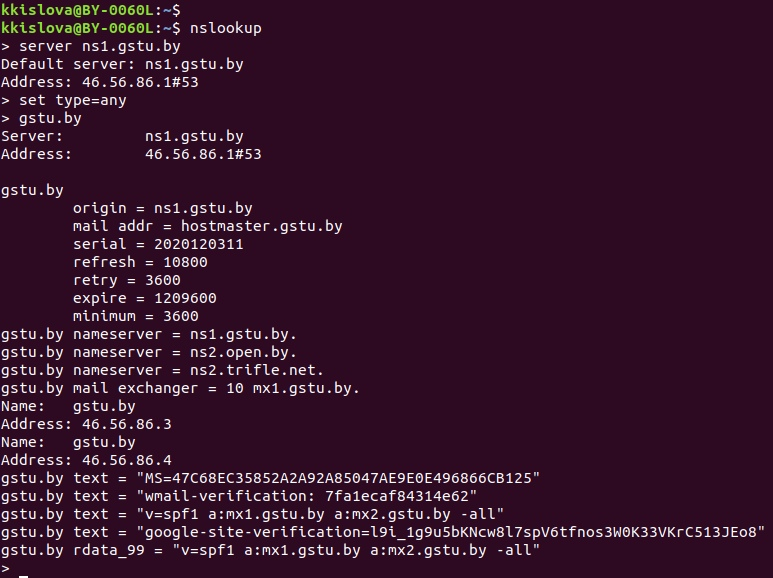 kkislova@BY-0060L:~$
kkislova@BY-0060L:~$ nslookup
> server ns1.gstu.by
Default server: ns1.gstu.by
Address: 46.56.86.1#53
> set type=any
> gstu.by
Server:         ns1.gstu.by
Address:        46.56.86.1#53

gstu.by
        origin = ns1.gstu.by
        mail addr = hostmaster.gstu.by
        serial = 2020120311
        refresh = 10800
        retry = 3600
        expire = 1209600
        minimum = 3600
gstu.by nameserver = ns1.gstu.by.
gstu.by nameserver = ns2.open.by.
gstu.by nameserver = ns2.trifle.net.
gstu.by mail exchanger = 10 mx1.gstu.by.
Name:   gstu.by
Address: 46.56.86.3
Name:   gstu.by
Address: 46.56.86.4
gstu.by text = "MS=47C68EC35852A2A92A85047AE9E0E496866CB125"
gstu.by text = "wmail-verification: 7fa1ecaf84314e62"
gstu.by text = "v=spf1 a:mx1.gstu.by a:mx2.gstu.by -all"
gstu.by text = "google-site-verification=l9i_1g9u5bKNcw8l7spV6tfnos3W0K33VKrC513JEo8"
gstu.by rdata_99 = "v=spf1 a:mx1.gstu.by a:mx2.gstu.by -all"
>